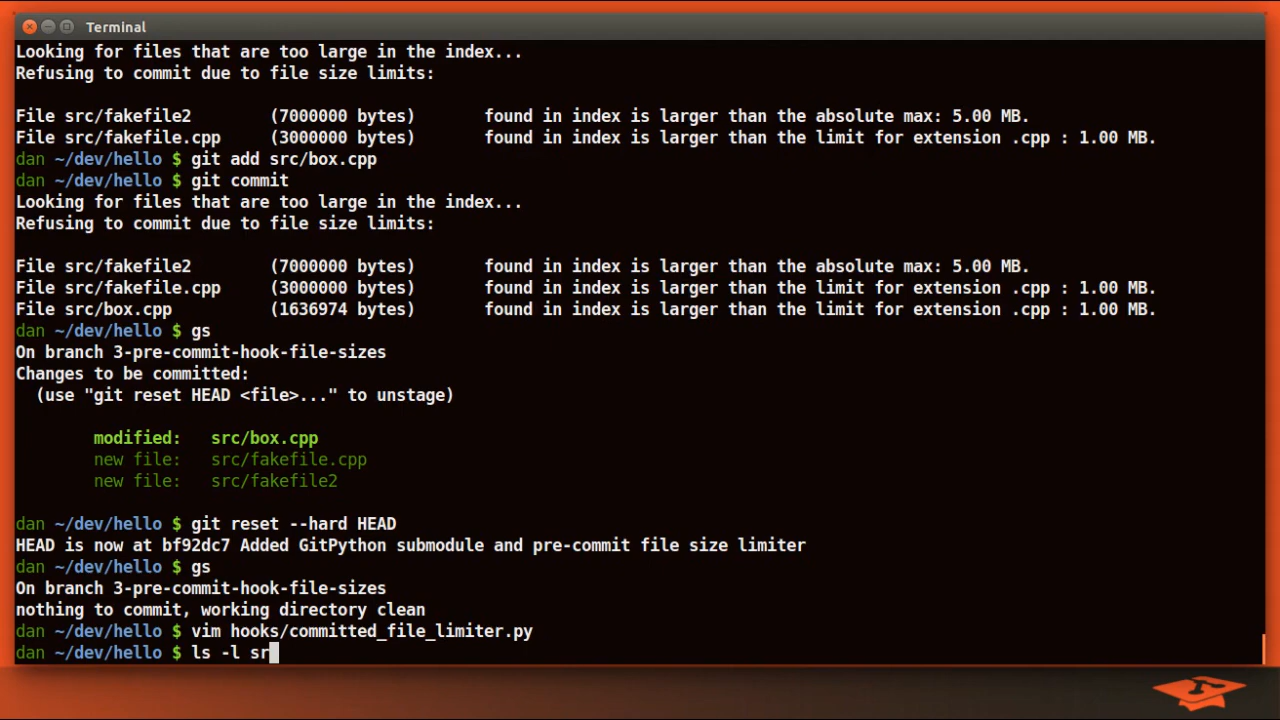 Terminal
Looking for files that are too large in the index...
Refusing to commit due to file size limits:
File src/fakefile2 (7000000 bytes) found in index is larger than the absolute max: 5.00 MB.
File src/fakefile.cpp (3000000 bytes) found in index is larger than the limit for extension .cpp : 1.00 MB.
dan ~/dev/hello $ git add src/box.cpp
dan ~/dev/hello $ git commit
Looking for files that are too large in the index...
Refusing to commit due to file size limits:
File src/fakefile2 (7000000 bytes) found in index is larger than the absolute max: 5.00 MB.
File src/fakefile.cpp (3000000 bytes) found in index is larger than the limit for extension .cpp : 1.00 MB.
File src/box.cpp (1636974 bytes) found in index is larger than the limit for extension .cpp : 1.00 MB.
dan ~/dev/hello $ gs
On branch 3-pre-commit-hook-file-sizes
Changes to be committed:
(use "git reset HEAD <file>..." to unstage)
modified: src/box.cpp
new file: src/fakefile.cpp
new file: src/fakefile2
dan ~/dev/hello $ git reset --hard HEAD
HEAD is now at bf92dc7 Added GitPython submodule and pre-commit file size limiter
dan ~/dev/hello $ gs
On branch 3-pre-commit-hook-file-sizes
nothing to commit, working directory clean
dan ~/dev/hello $ vim hooks/committed_file_limiter.py
dan ~/dev/hello $ ls -l sr